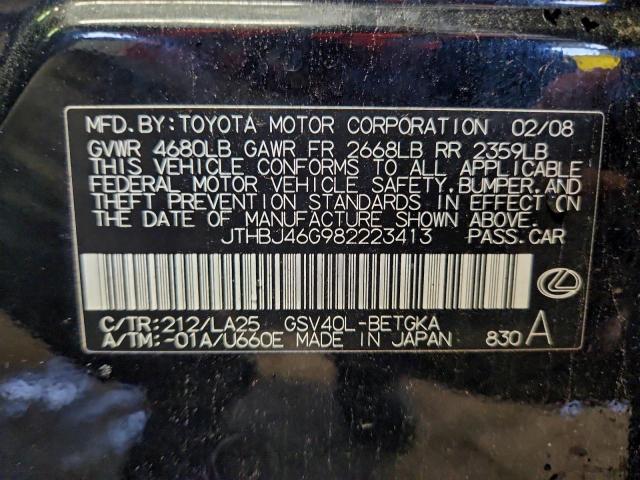 MFD.BY:TOYOTA MOTOR CORPORATION 02/08
GVWR 4680LB GAWR FR 2668LB RR 2359LB
THIS VEHICLE CONFORMS TO ALL APPLICABLE
FEDERAL MOTOR VEHICLE SAFETY,BUMPER,AND
THEFT PREVENTION STANDARDS IN EFFECT ON
THE DATE OF MANUFACTURE SHOWN ABOVE.
JTHBJ46G982223413 PASS.CAR
C/TR:212/LA25 GSV40L-BETGKA
A/TM:-01A/U660E MADE IN JAPAN 830 A